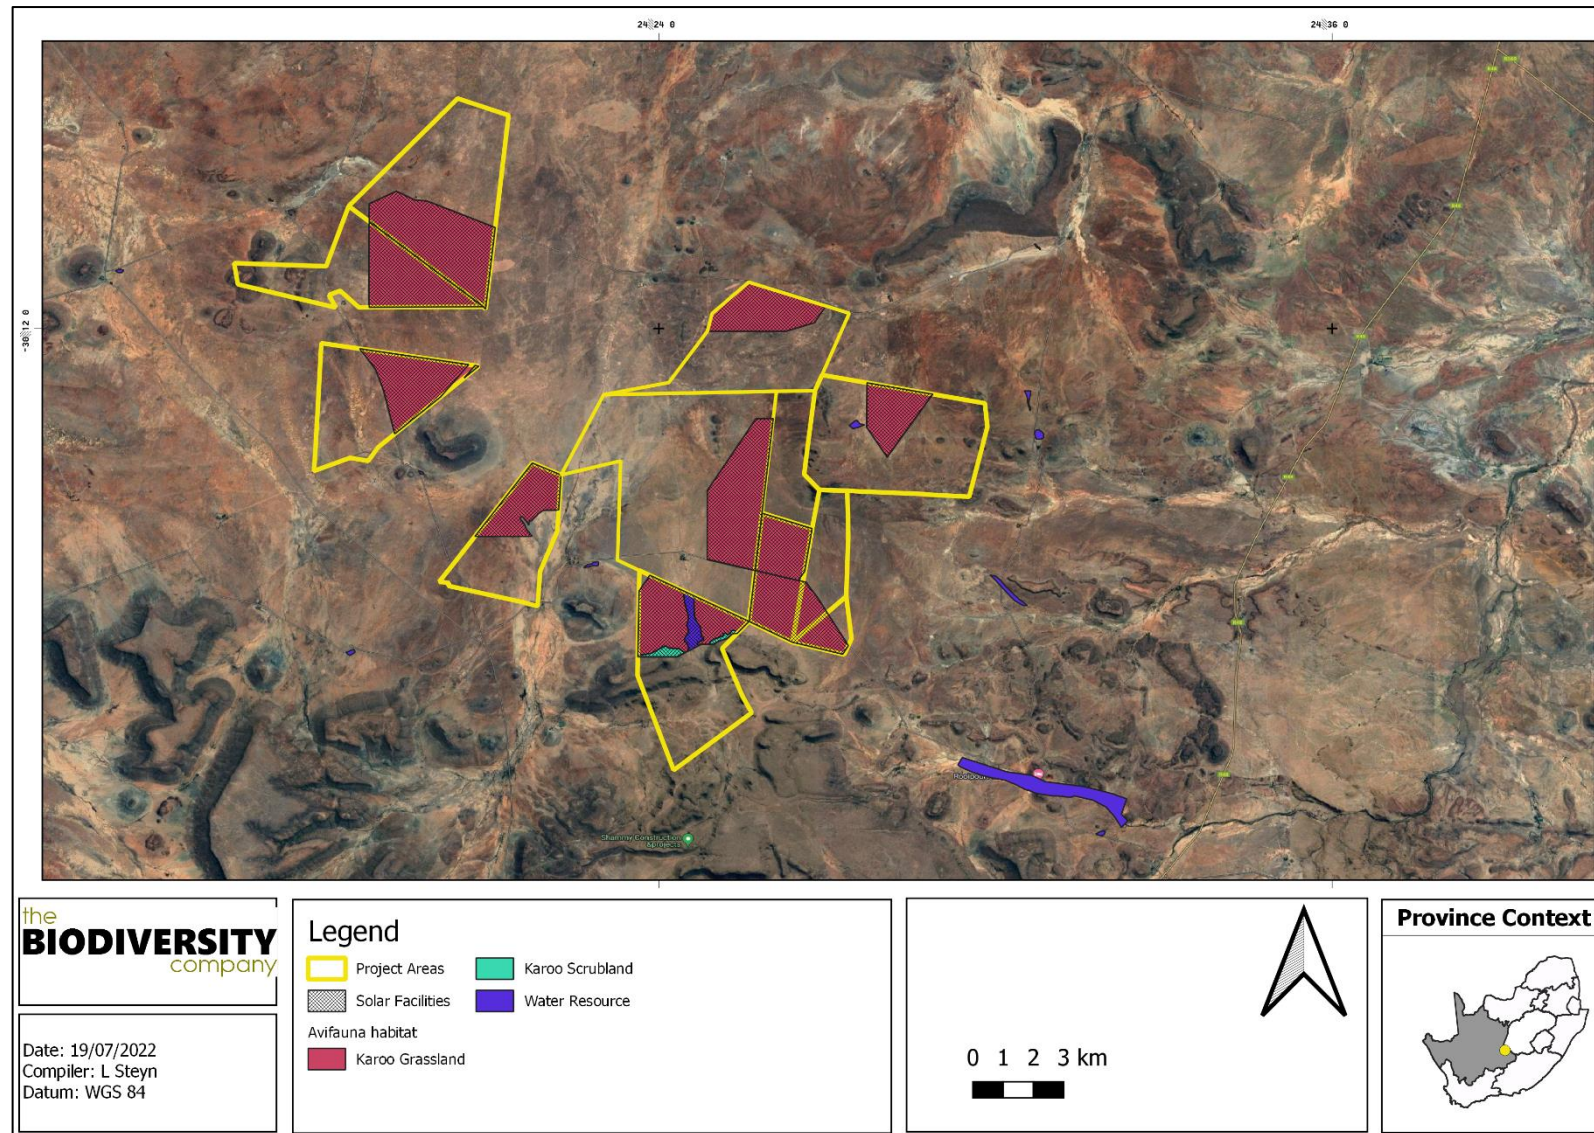 24░24 0
24░36 0
-30░12 0
Shammy Construction
&projects
the
BIODIVERSITY
company
Date: 19/07/2022
Compiler: L Steyn
Datum: WGS 84
Legend
Project Areas
Solar Facilities
Avifauna habitat
Karoo Grassland
Karoo Scrubland
Water Resource
0 1 2 3 km
Province Context